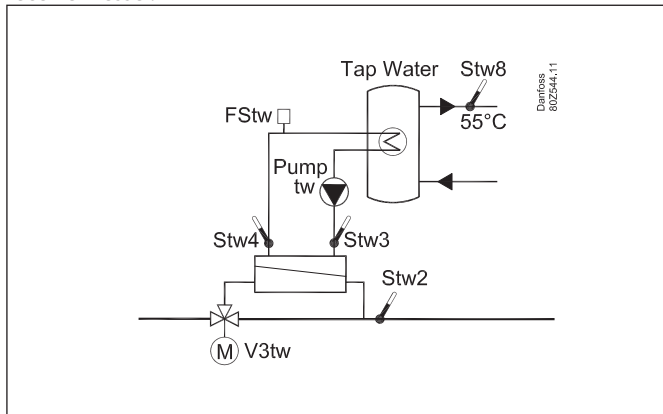 Tap Water
Stw8
Danfoss
80Z544.11
FStw
55°C
Pump
tw
Stw4
Stw3
Stw2
M
V3tw